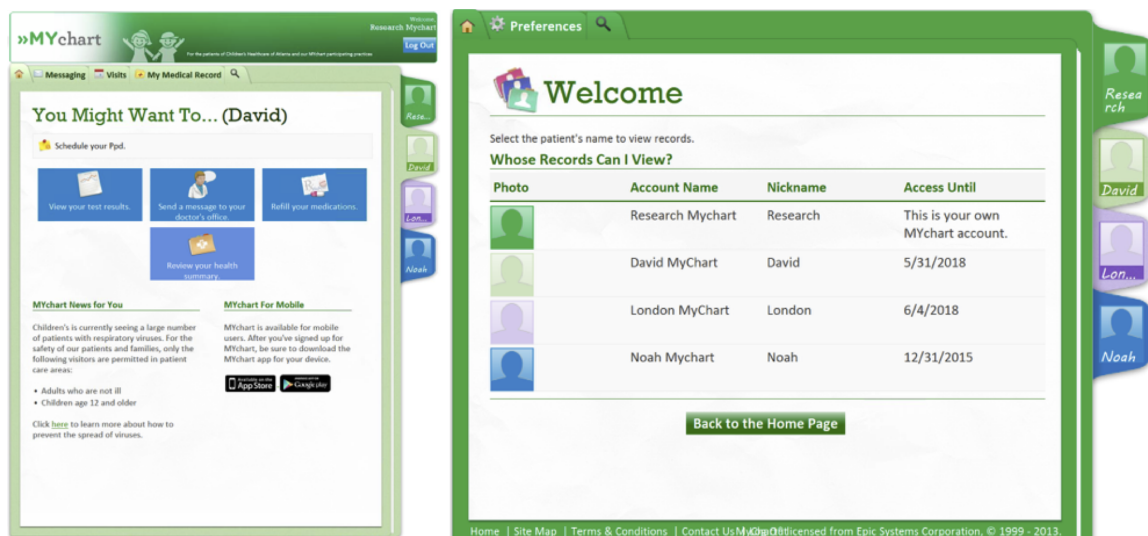 »MYchart
Welcome
Research Mychart
Log Out
For the patients of Children's Healthcare of Atlanta and our MYchart participating practices
Messaging
Visits
My Medical Record
You Might Want To... (David)
Schedule your Ppd.
View your test results.
Send a message to your
doctor's office.
Refill your medications.
Review your health
summary.
MYchart News for You
Children's is currently seeing a large number
of patients with respiratory viruses. For the
safety of our patients and families, only the
following visitors are permitted in patient
care areas:
• Adults who are not ill
• Children age 12 and older
Click here to learn more about how to
prevent the spread of viruses.
MYchart For Mobile
MYchart is available for mobile
users. After you've signed up for
MYchart, be sure to download the
MYchart app for your device.
Available on the
App Store
Google play
Rese...
David
Lon...
Noah
Preferences
Welcome
Select the patient's name to view records.
Whose Records Can I View?
Photo Account Name Nickname Access Until
Research Mychart Research This is your own
MYchart account.
David MyChart David 5/31/2018
London MyChart London 6/4/2018
Noah Mychart Noah 12/31/2015
Back to the Home Page
Home | Site Map | Terms & Conditions | Contact Us
licensed from Epic Systems Corporation, © 1999 - 2013.
Resea
rch
David
Lon...
Noah